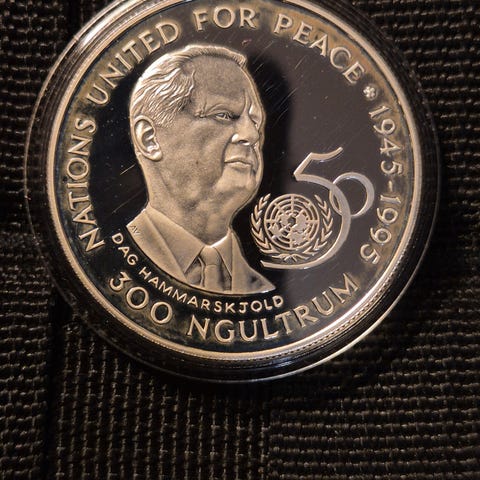 NATIONS UNITED FOR PEACE * 1945-1995
50
DAG HAMMARSKJOLD
300 NGULTRUM